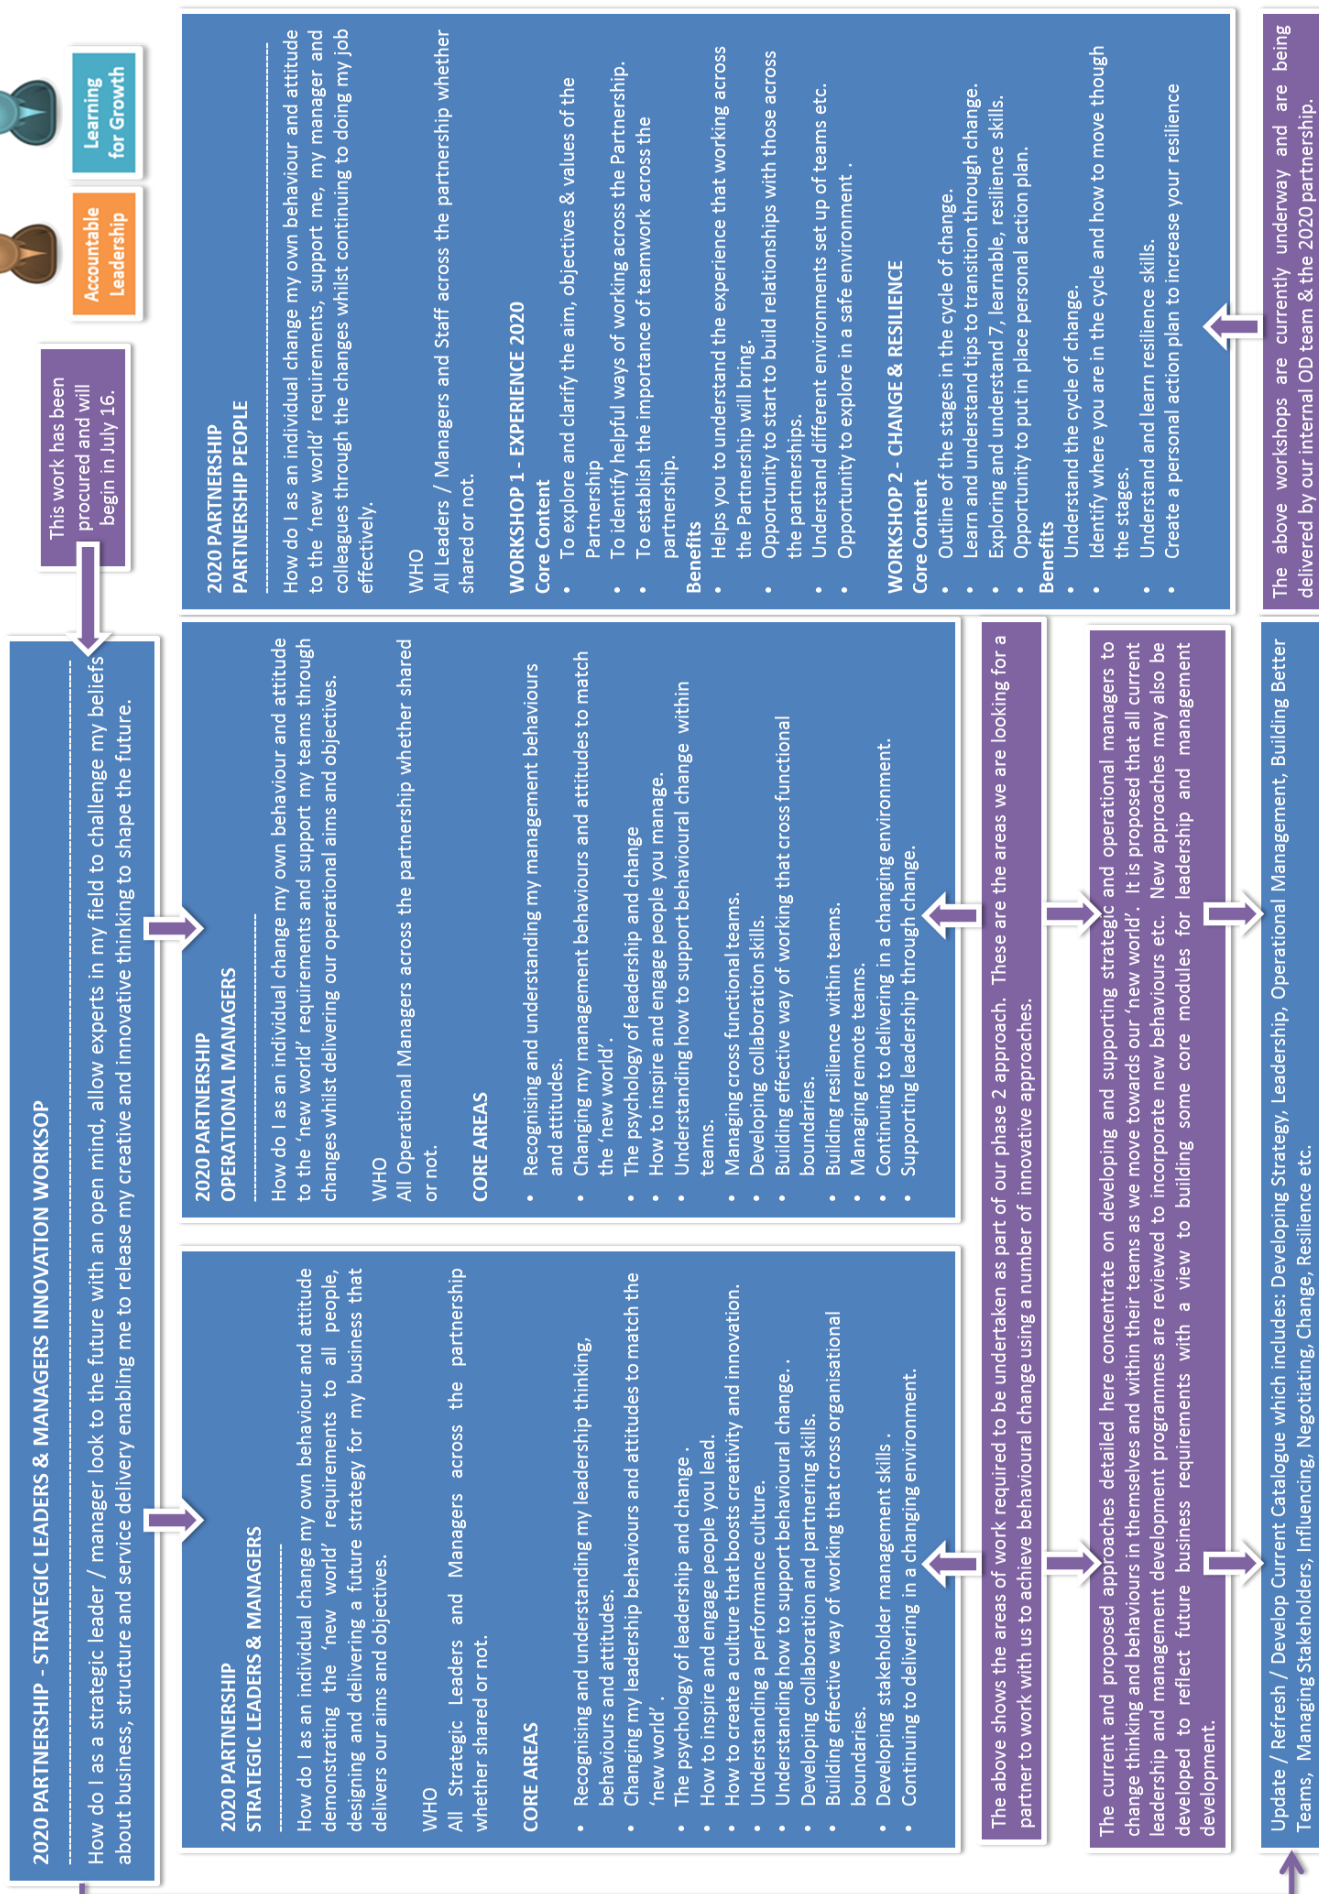 2020 PARTNERSHIP - STRATEGIC LEADERS & MANAGERS INNOVATION WORKSOP
How do I as a strategic leader / manager look to the future with an open mind, allow experts in my field to challenge my beliefs
about business, structure and service delivery enabling me to release my creative and innovative thinking to shape the future.
This work has been
procured and will
begin in July 16.
Accountable
Leadership
Learning
for Growth
2020 PARTNERSHIP
STRATEGIC LEADERS & MANAGERS
How do I as an individual change my own behaviour and attitude
demonstrating the 'new world' requirements to all people,
designing and delivering a future strategy for my business that
delivers our aims and objectives.
WHO
All Strategic Leaders and Managers across the partnership
whether shared or not.
CORE AREAS
• Recognising and understanding my leadership thinking,
behaviours and attitudes.
• Changing my leadership behaviours and attitudes to match the
'new world'.
• The psychology of leadership and change .
• How to inspire and engage people you lead.
• How to create a culture that boosts creativity and innovation.
• Understanding a performance culture.
• Understanding how to support behavioural change. .
• Developing collaboration and partnering skills.
• Building effective way of working that cross organisational
boundaries.
• Developing stakeholder management skills .
• Continuing to delivering in a changing environment.
2020 PARTNERSHIP
OPERATIONAL MANAGERS
How do I as an individual change my own behaviour and attitude
to the 'new world' requirements and support my teams through
changes whilst delivering our operational aims and objectives.
WHO
All Operational Managers across the partnership whether shared
or not.
CORE AREAS
• Recognising and understanding my management behaviours
and attitudes.
• Changing my management behaviours and attitudes to match
the 'new world'.
• The psychology of leadership and change
• How to inspire and engage people you manage.
• Understanding how to support behavioural change within
teams.
• Managing cross functional teams.
• Developing collaboration skills.
• Building effective way of working that cross functional
boundaries.
• Building resilience within teams.
• Managing remote teams.
• Continuing to delivering in a changing environment.
• Supporting leadership through change.
2020 PARTNERSHIP
PARTNERSHIP PEOPLE
How do I as an individual change my own behaviour and attitude
to the 'new world' requirements, support me, my manager and
colleagues through the changes whilst continuing to doing my job
effectively.
WHO
All Leaders / Managers and Staff across the partnership whether
shared or not.
WORKSHOP 1 - EXPERIENCE 2020
Core Content
• To explore and clarify the aim, objectives & values of the
Partnership
• To identify helpful ways of working across the Partnership.
• To establish the importance of teamwork across the
partnership.
Benefits
• Helps you to understand the experience that working across
the Partnership will bring.
• Opportunity to start to build relationships with those across
the partnerships.
• Understand different environments set up of teams etc.
• Opportunity to explore in a safe environment. .
WORKSHOP 2 - CHANGE & RESILIENCE
Core Content
• Outline of the stages in the cycle of change.
• Learn and understand tips to transition through change.
• Exploring and understand 7, learnable, resilience skills.
• Opportunity to put in place personal action plan.
Benefits
• Understand the cycle of change.
• Identify where you are in the cycle and how to move though
the stages.
• Understand and learn resilience skills.
• Create a personal action plan to increase your resilience
The above shows the areas of work required to be undertaken as part of our phase 2 approach. These are the areas we are looking for a
partner to work with us to achieve behavioural change using a number of innovative approaches.
The current and proposed approaches detailed here concentrate on developing and supporting strategic and operational managers to
change thinking and behaviours in themselves and within their teams as we move towards our 'new world'. It is proposed that all current
leadership and management development programmes are reviewed to incorporate new behaviours etc. New approaches may also be
developed to reflect future business requirements with a view to building some core modules for leadership and management
development.
Update / Refresh / Develop Current Catalogue which includes: Developing Strategy, Leadership, Operational Management, Building Better
Teams, Managing Stakeholders, Influencing, Negotiating, Change, Resilience etc.
The above workshops are currently underway and are being
delivered by our internal OD team & the 2020 partnership.